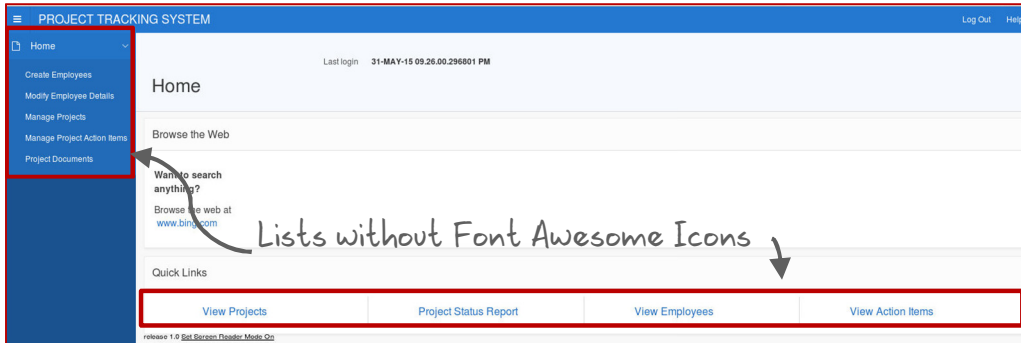 PROJECT TRACKING SYSTEM
Log Out Help
Home
Create Employees
Modify Employee Details
Manage Projects
Manage Project Action Items
Project Documents
Last login 31-MAY-15 09.26.00.296801 PM
Home
Browse the Web
Want to search
anything?
Browse the web at
www.bing.com
Lists without Font Awesome Icons
Quick Links
View Projects Project Status Report View Employees View Action Items
release 1.0 Set Screen Reader Mode On